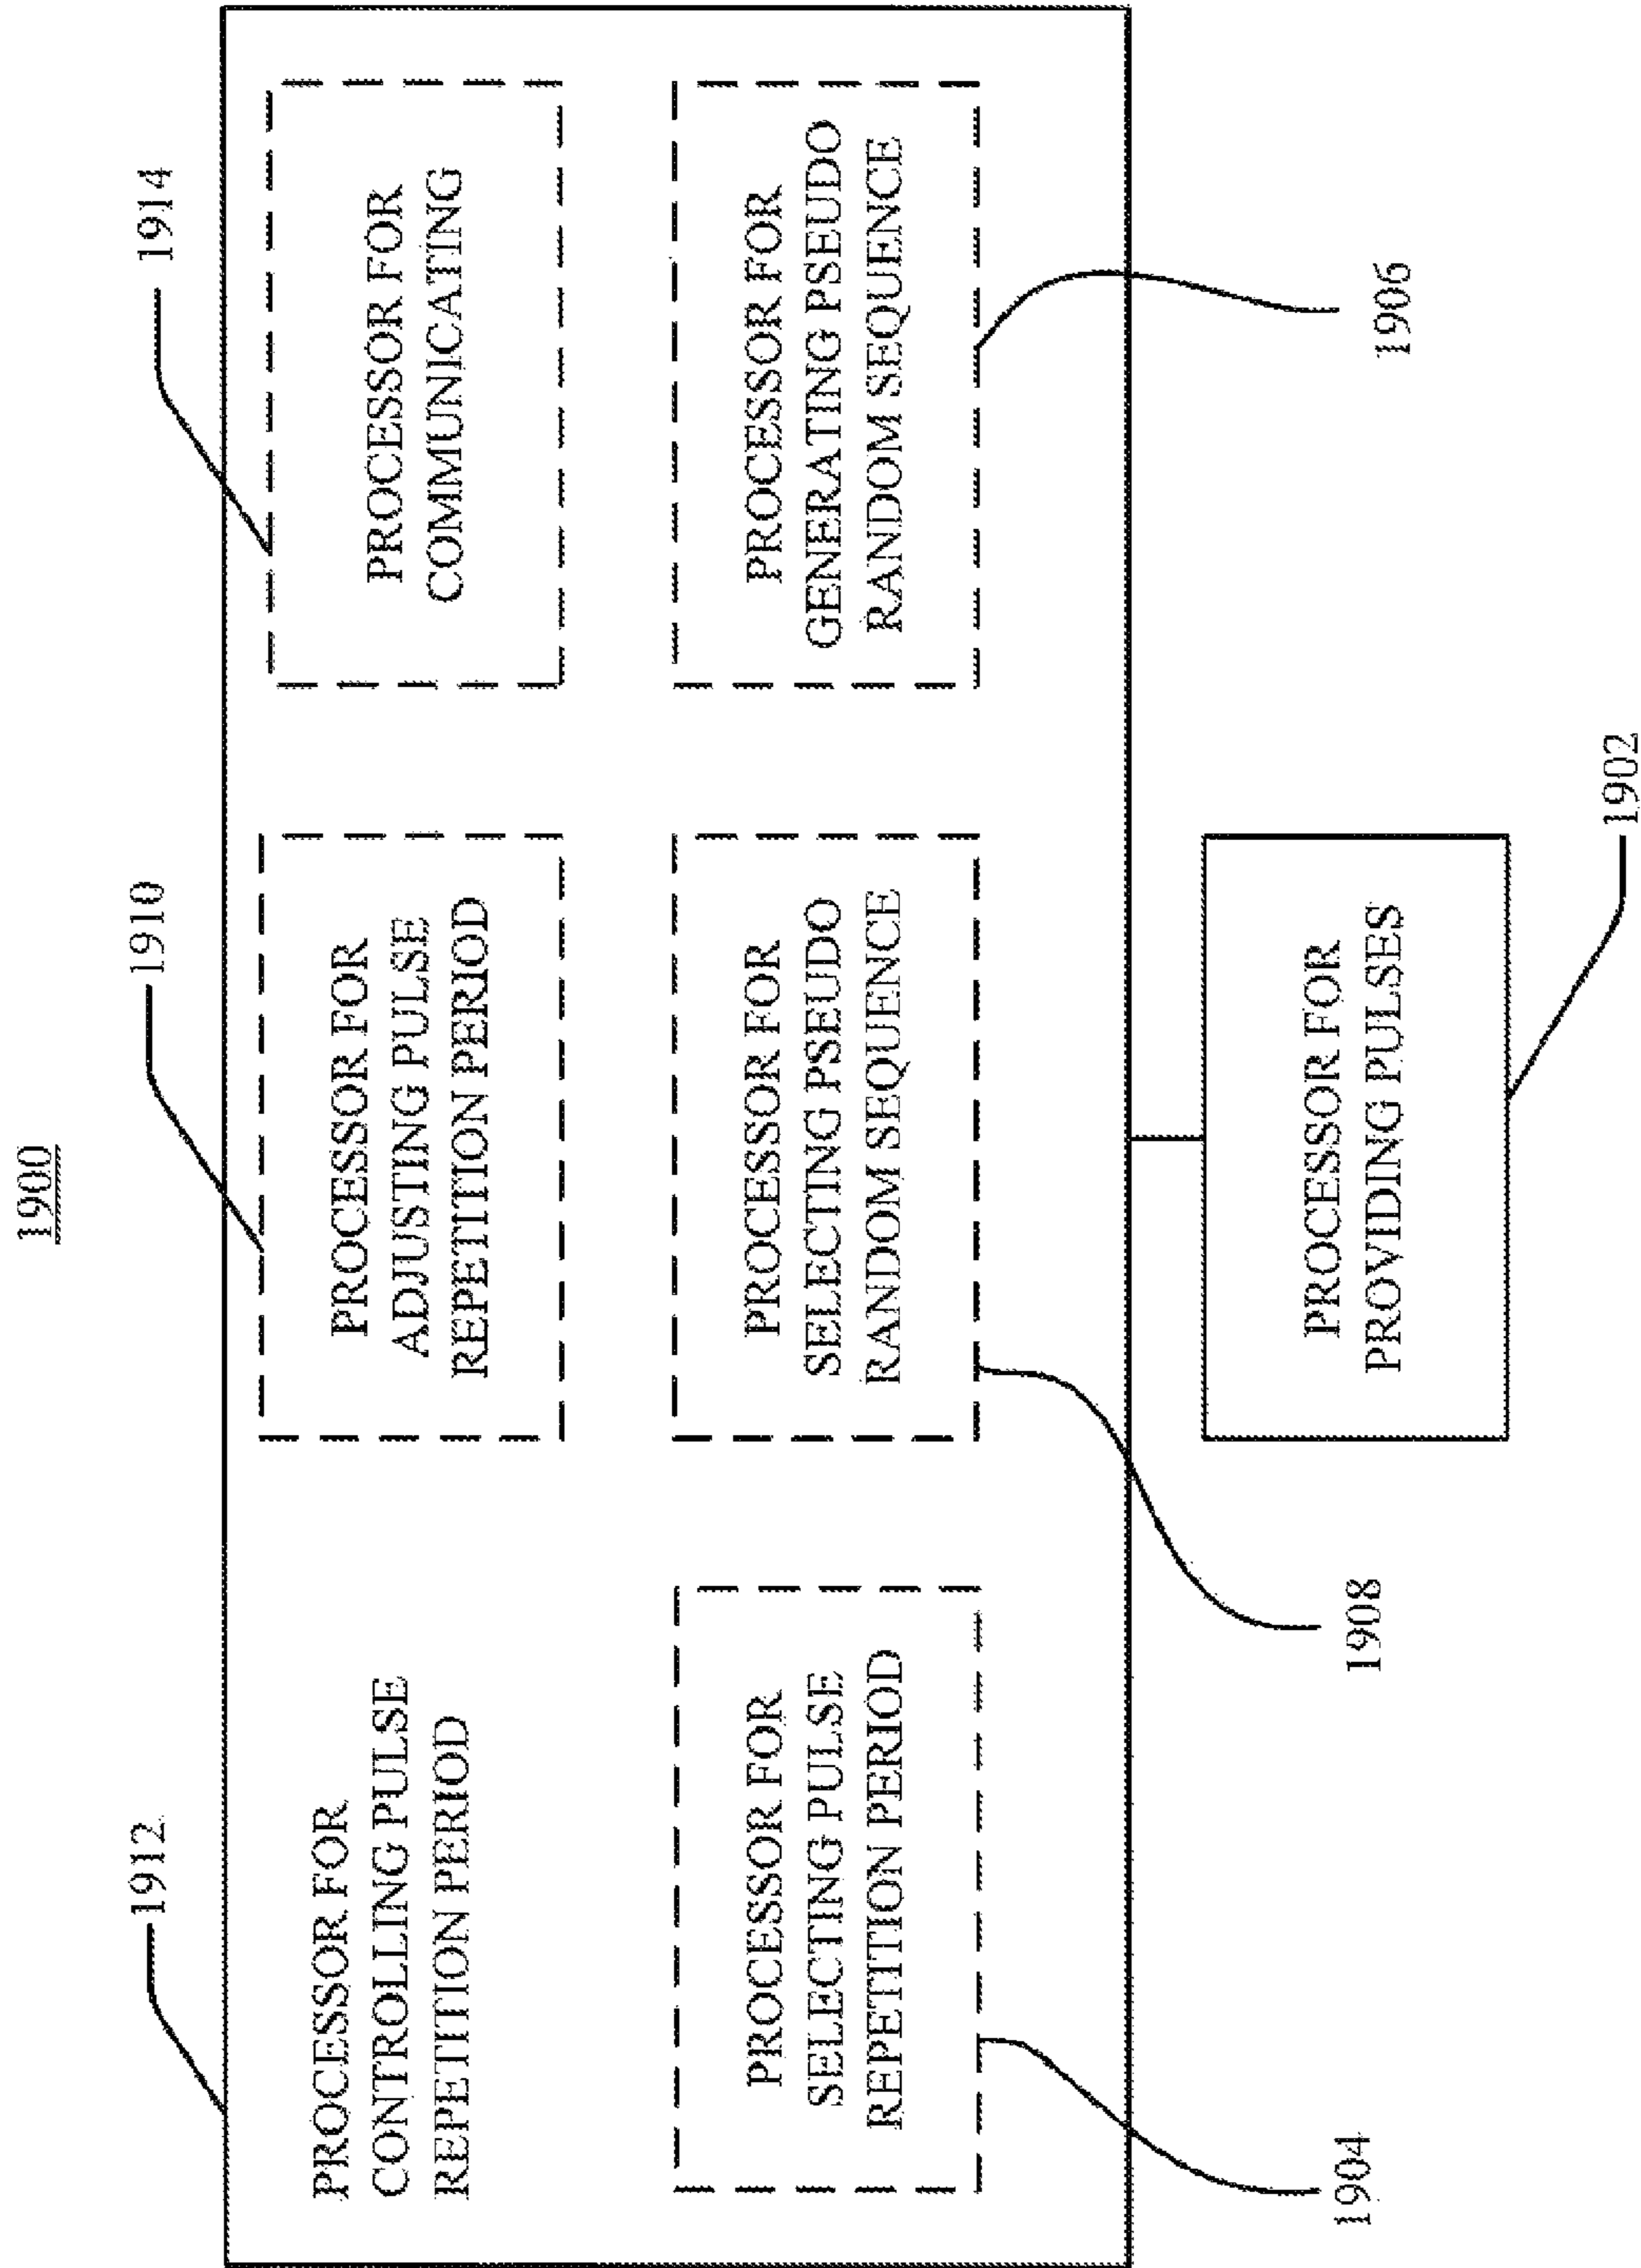 1900
1912
1910
1914
PROCESSOR FOR
CONTROLLING PULSE
REPETITION PERIOD
PROCESSOR FOR
ADJUSTING PULSE
REPETITION PERIOD
PROCESSOR FOR
COMMUNICATING
PROCESSOR FOR
SELECTING PULSE
REPETITION PERIOD
PROCESSOR FOR
SELECTING PSEUDO
RANDOM SEQUENCE
PROCESSOR FOR
GENERATING PSEUDO
RANDOM SEQUENCE
1904
1908
1906
PROCESSOR FOR
PROVIDING PULSES
1902